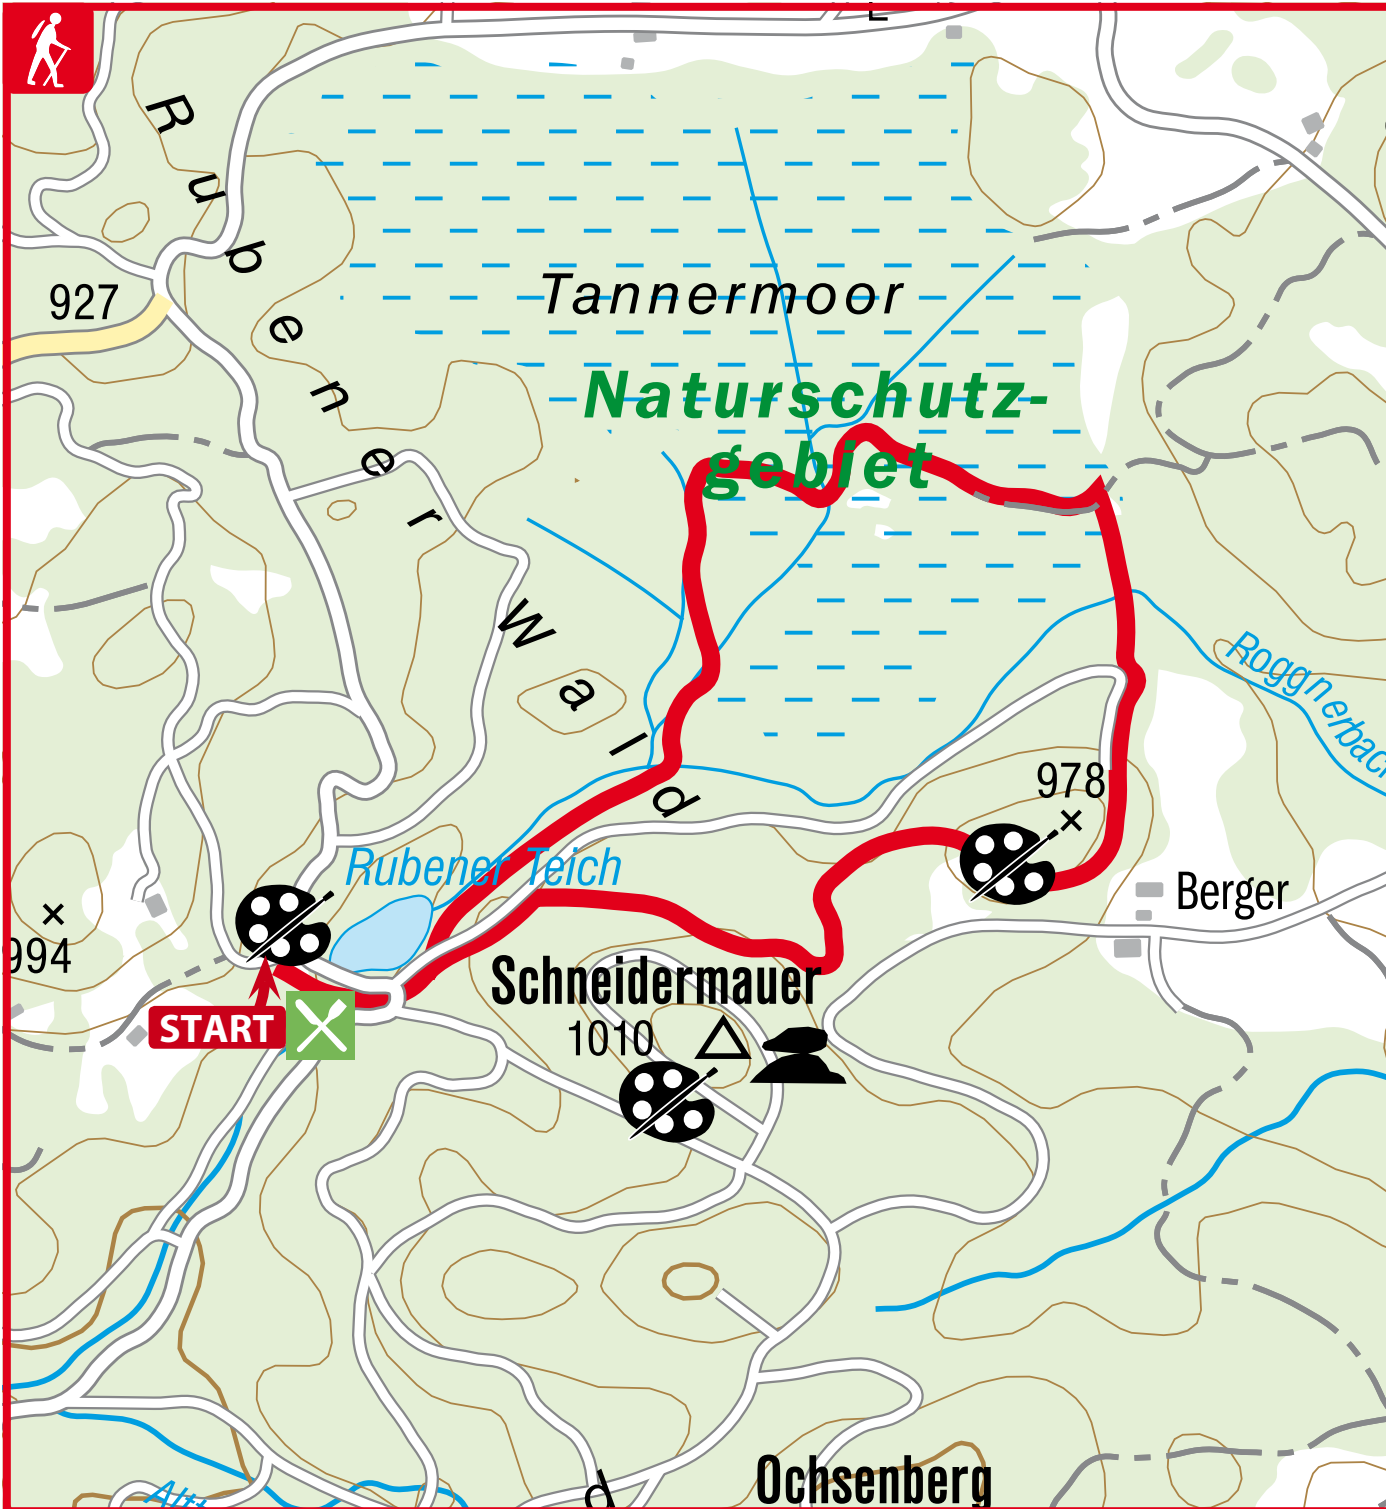 Rubener Wald
927
Tannermoor
Naturschutz-
gebiet
Roggnerbach
978
Rubener Teich
Berger
994
Schneidermauer
1010
START
Ochsenberg
d